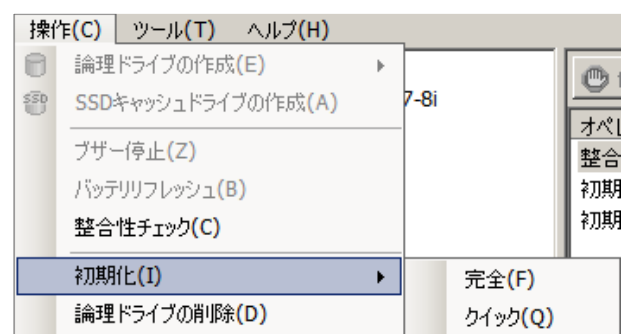 操作(C) ツール(T) ヘルプ(H)
論理ドライブの作成(E)
SSDキャッシュドライブの作成(A)
7-8i
ブザー停止(Z)
バッテリリフレッシュ(B)
整合性チェック(C)
初期化(I)
論理ドライブの削除(D)
完全(F)
クイック(Q)
オペ
整合
初期
初期